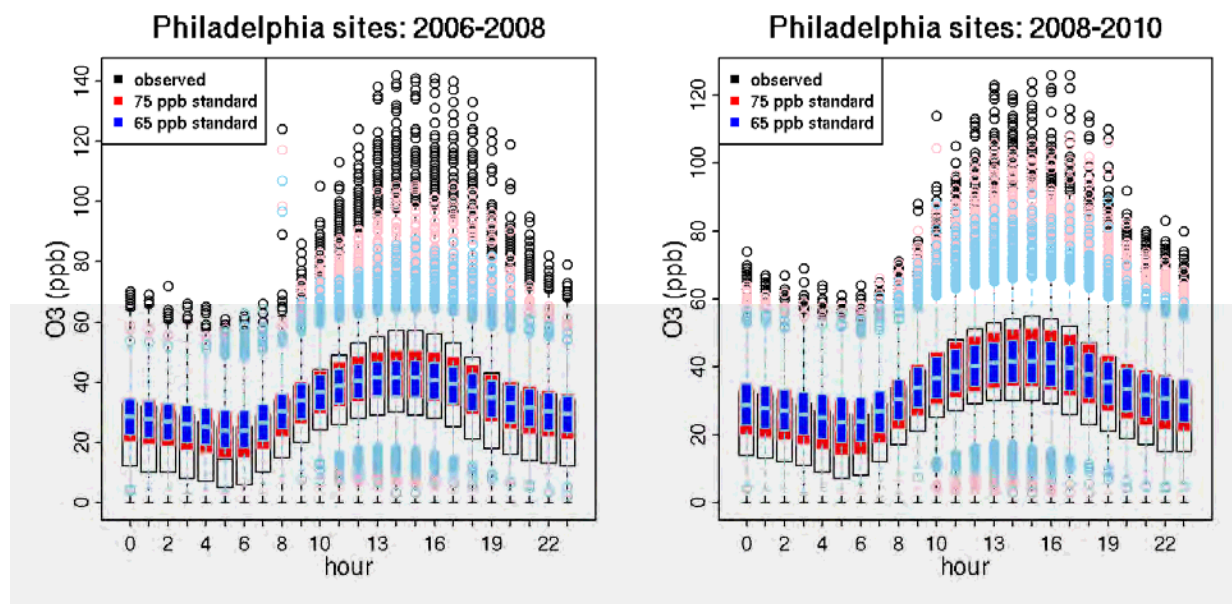 Philadelphia sites: 2006-2008
observed
75 ppb standard
65 ppb standard
O3 (ppb)
0 20 40 60 80 100 120 140
0 2 4 6 8 10 13 16 19 22
hour
Philadelphia sites: 2008-2010
observed
75 ppb standard
65 ppb standard
O3 (ppb)
0 20 40 60 80 100 120
0 2 4 6 8 10 13 16 19 22
hour